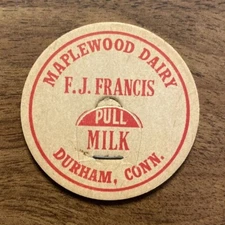 MAPLEWOOD DAIRY
F. J. FRANCIS
PULL
MILK
DURHAM, CONN.